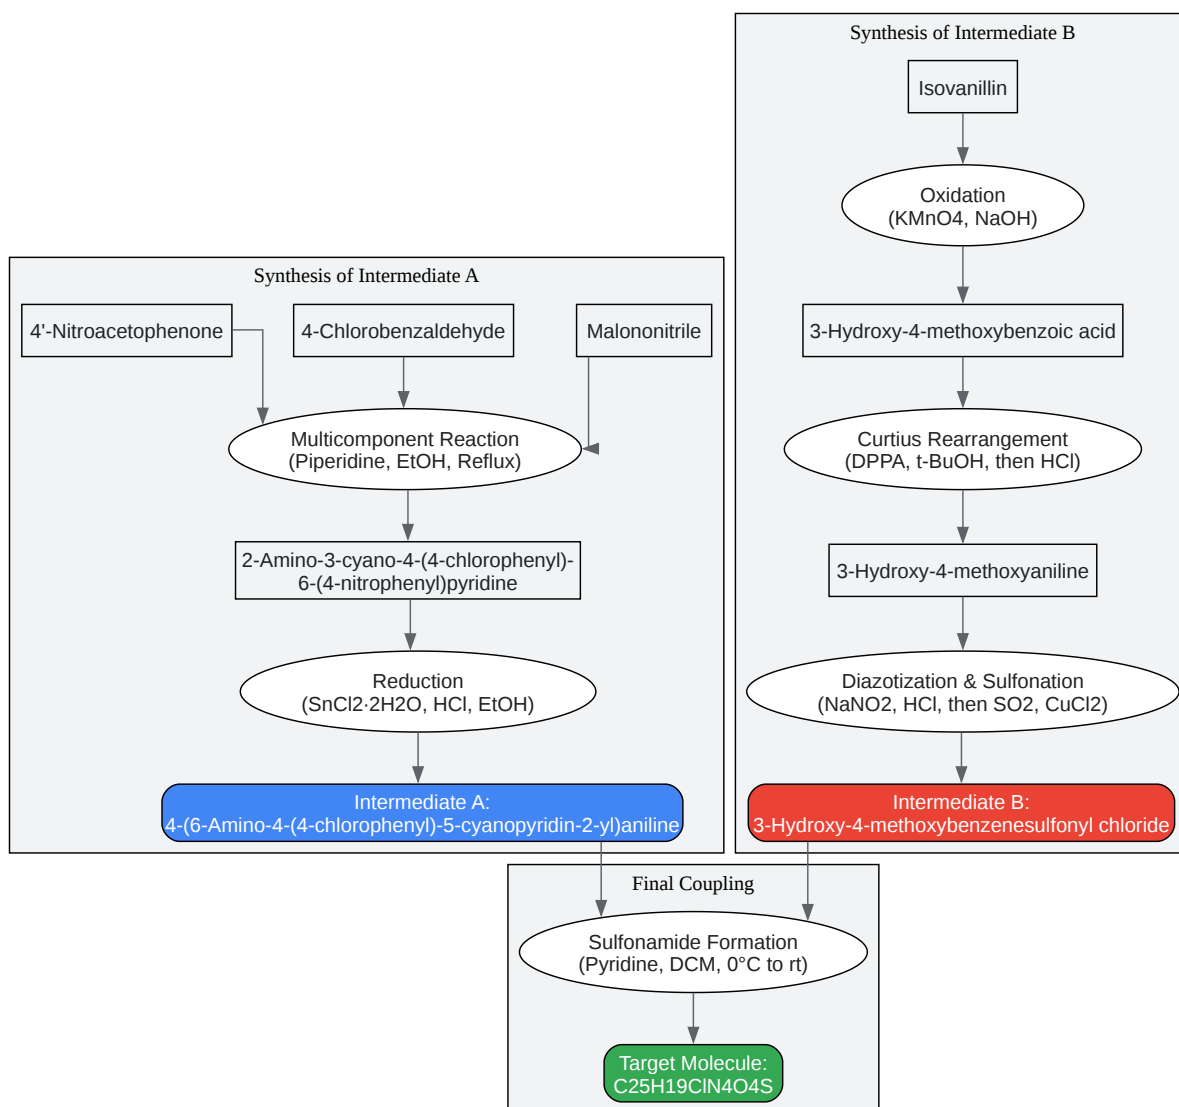 Synthesis of Intermediate B
Isovanillin
Oxidation
(KMnO4, NaOH)
3-Hydroxy-4-methoxybenzoic acid
Curtius Rearrangement
(DPPA, t-BuOH, then HCl)
3-Hydroxy-4-methoxyaniline
Diazotization & Sulfonation
(NaNO2, HCl, then SO2, CuCl2)
Intermediate B:
3-Hydroxy-4-methoxybenzenesulfonyl chloride
Synthesis of Intermediate A
4'-Nitroacetophenone
4-Chlorobenzaldehyde
Malononitrile
Multicomponent Reaction
(Piperidine, EtOH, Reflux)
2-Amino-3-cyano-4-(4-chlorophenyl)-
6-(4-nitrophenyl)pyridine
Reduction
(SnCl2·2H2O, HCl, EtOH)
Intermediate A:
4-(6-Amino-4-(4-chlorophenyl)-5-cyanopyridin-2-yl)aniline
Final Coupling
Sulfonamide Formation
(Pyridine, DCM, 0°C to rt)
Target Molecule:
C25H19ClN4O4S